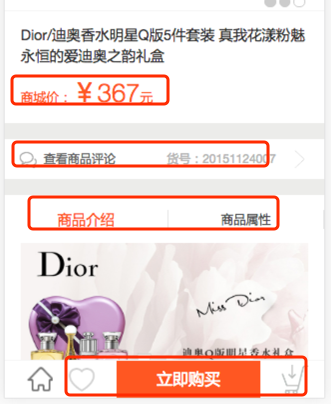 Dior/迪奥香水明星Q版5件套装 真我花漾粉魅
永恒的爱迪奥之韵礼盒
商城价：￥367元
查看商品评论 货号：20151124007
商品介绍 商品属性
Dior
Miss Dior
迪奥Q版明星香水礼盒
立即购买